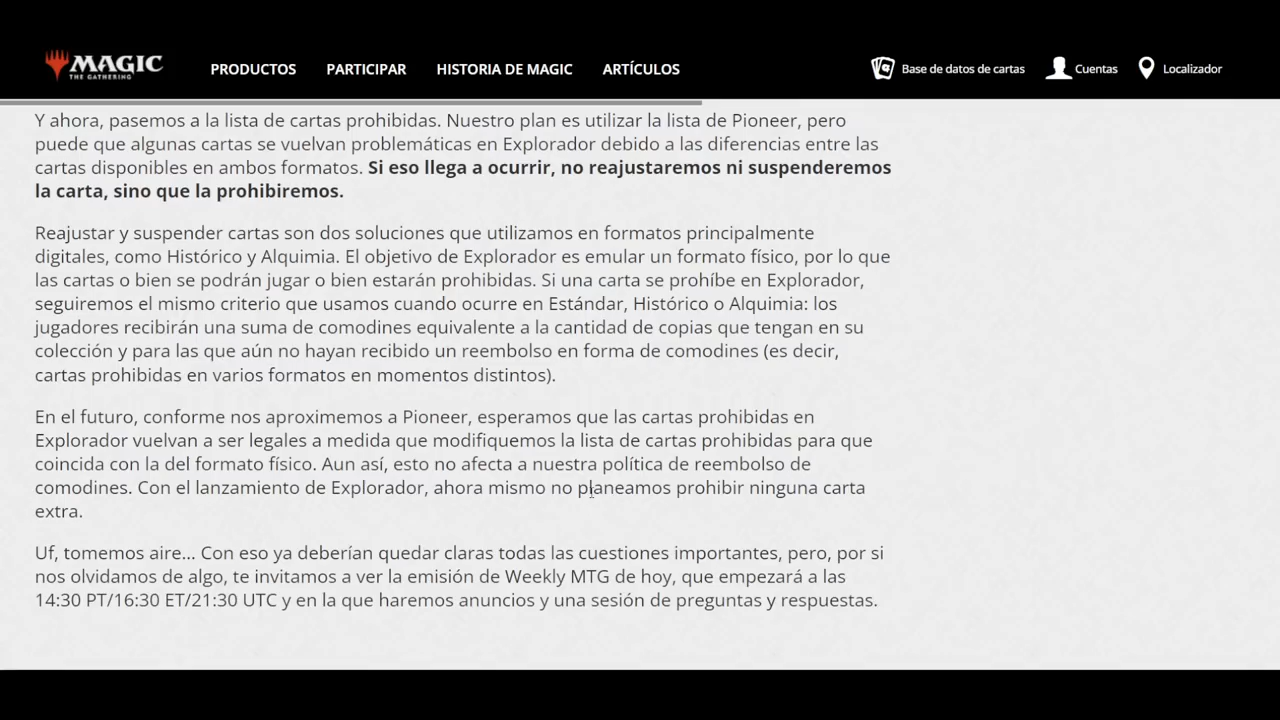 MAGIC
THE GATHERING
PRODUCTOS
PARTICIPAR
HISTORIA DE MAGIC
ARTÍCULOS
Base de datos de cartas
Cuentas
Localizador
Y ahora, pasemos a la lista de cartas prohibidas. Nuestro plan es utilizar la lista de Pioneer, pero
puede que algunas cartas se vuelvan problemáticas en Explorador debido a las diferencias entre las
cartas disponibles en ambos formatos. Si eso llega a ocurrir, no reajustaremos ni suspenderemos
la carta, sino que la prohibiremos.
Reajustar y suspender cartas son dos soluciones que utilizamos en formatos principalmente
digitales, como Histórico y Alquimia. El objetivo de Explorador es emular un formato físico, por lo que
las cartas o bien se podrán jugar o bien estarán prohibidas. Si una carta se prohíbe en Explorador,
seguiremos el mismo criterio que usamos cuando ocurre en Estándar, Histórico o Alquimia: los
jugadores recibirán una suma de comodines equivalente a la cantidad de copias que tengan en su
colección y para las que aún no hayan recibido un reembolso en forma de comodines (es decir,
cartas prohibidas en varios formatos en momentos distintos).
En el futuro, conforme nos aproximemos a Pioneer, esperamos que las cartas prohibidas en
Explorador vuelvan a ser legales a medida que modifiquemos la lista de cartas prohibidas para que
coincida con la del formato físico. Aun así, esto no afecta a nuestra política de reembolso de
comodines. Con el lanzamiento de Explorador, ahora mismo no planeamos prohibir ninguna carta
extra.
Uf, tomemos aire... Con eso ya deberían quedar claras todas las cuestiones importantes, pero, por si
nos olvidamos de algo, te invitamos a ver la emisión de Weekly MTG de hoy, que empezará a las
14:30 PT/16:30 ET/21:30 UTC y en la que haremos anuncios y una sesión de preguntas y respuestas.